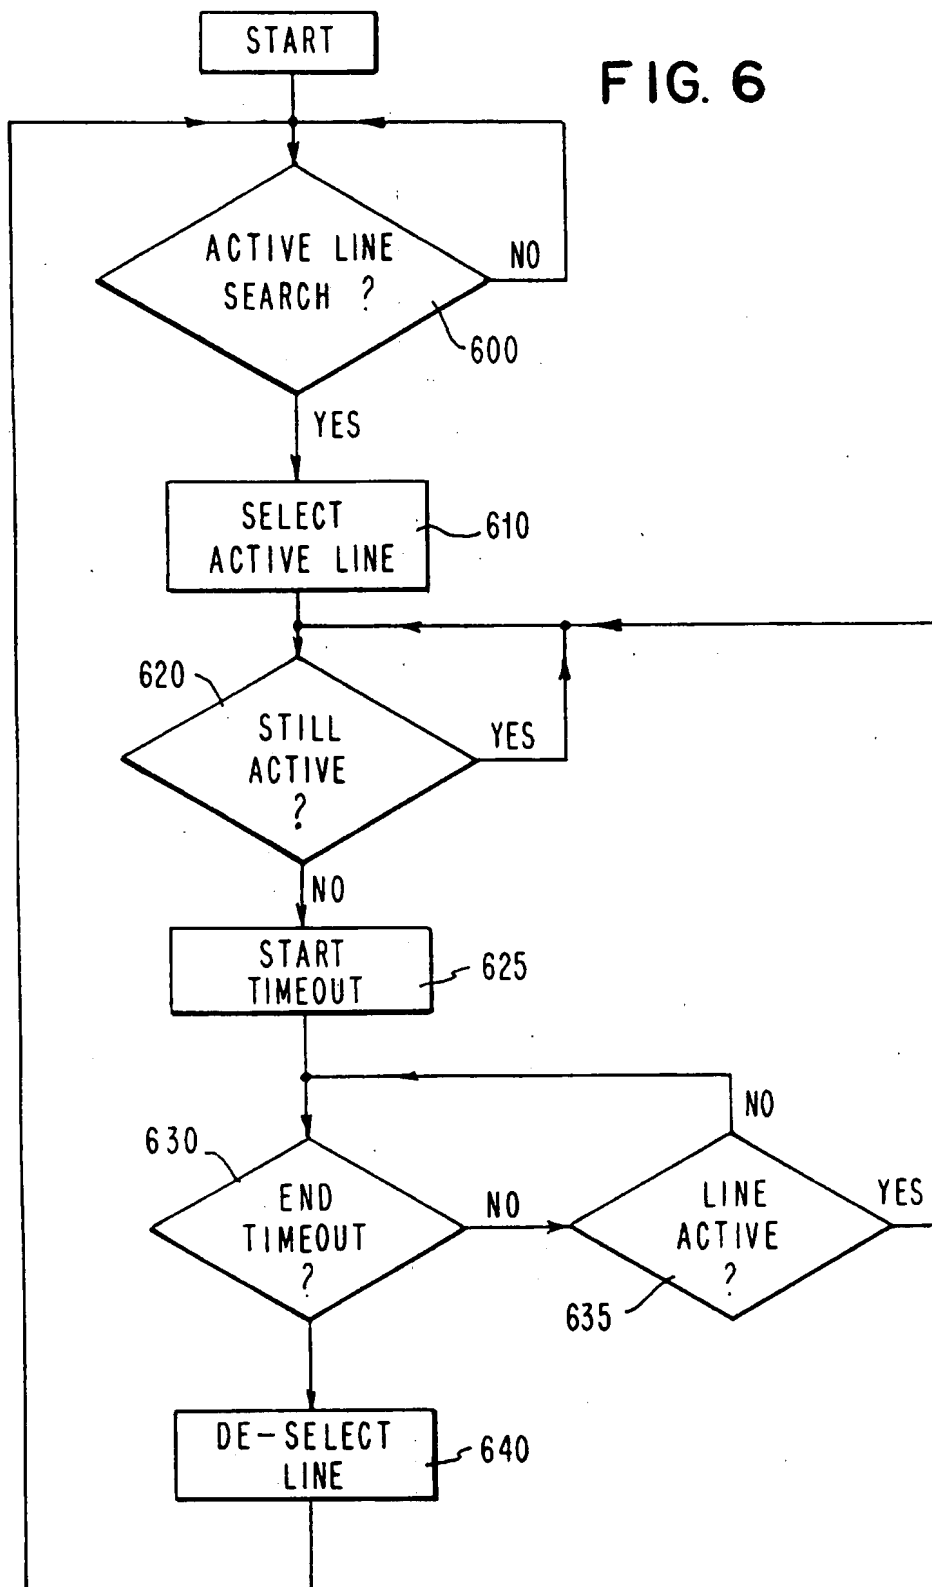 START
FIG. 6
ACTIVE LINE
SEARCH ?
NO
600
YES
SELECT
ACTIVE LINE
610
620
STILL
ACTIVE
?
YES
NO
START
TIMEOUT
625
630
END
TIMEOUT
?
NO
NO
LINE
ACTIVE
?
YES
635
DE-SELECT
LINE
640